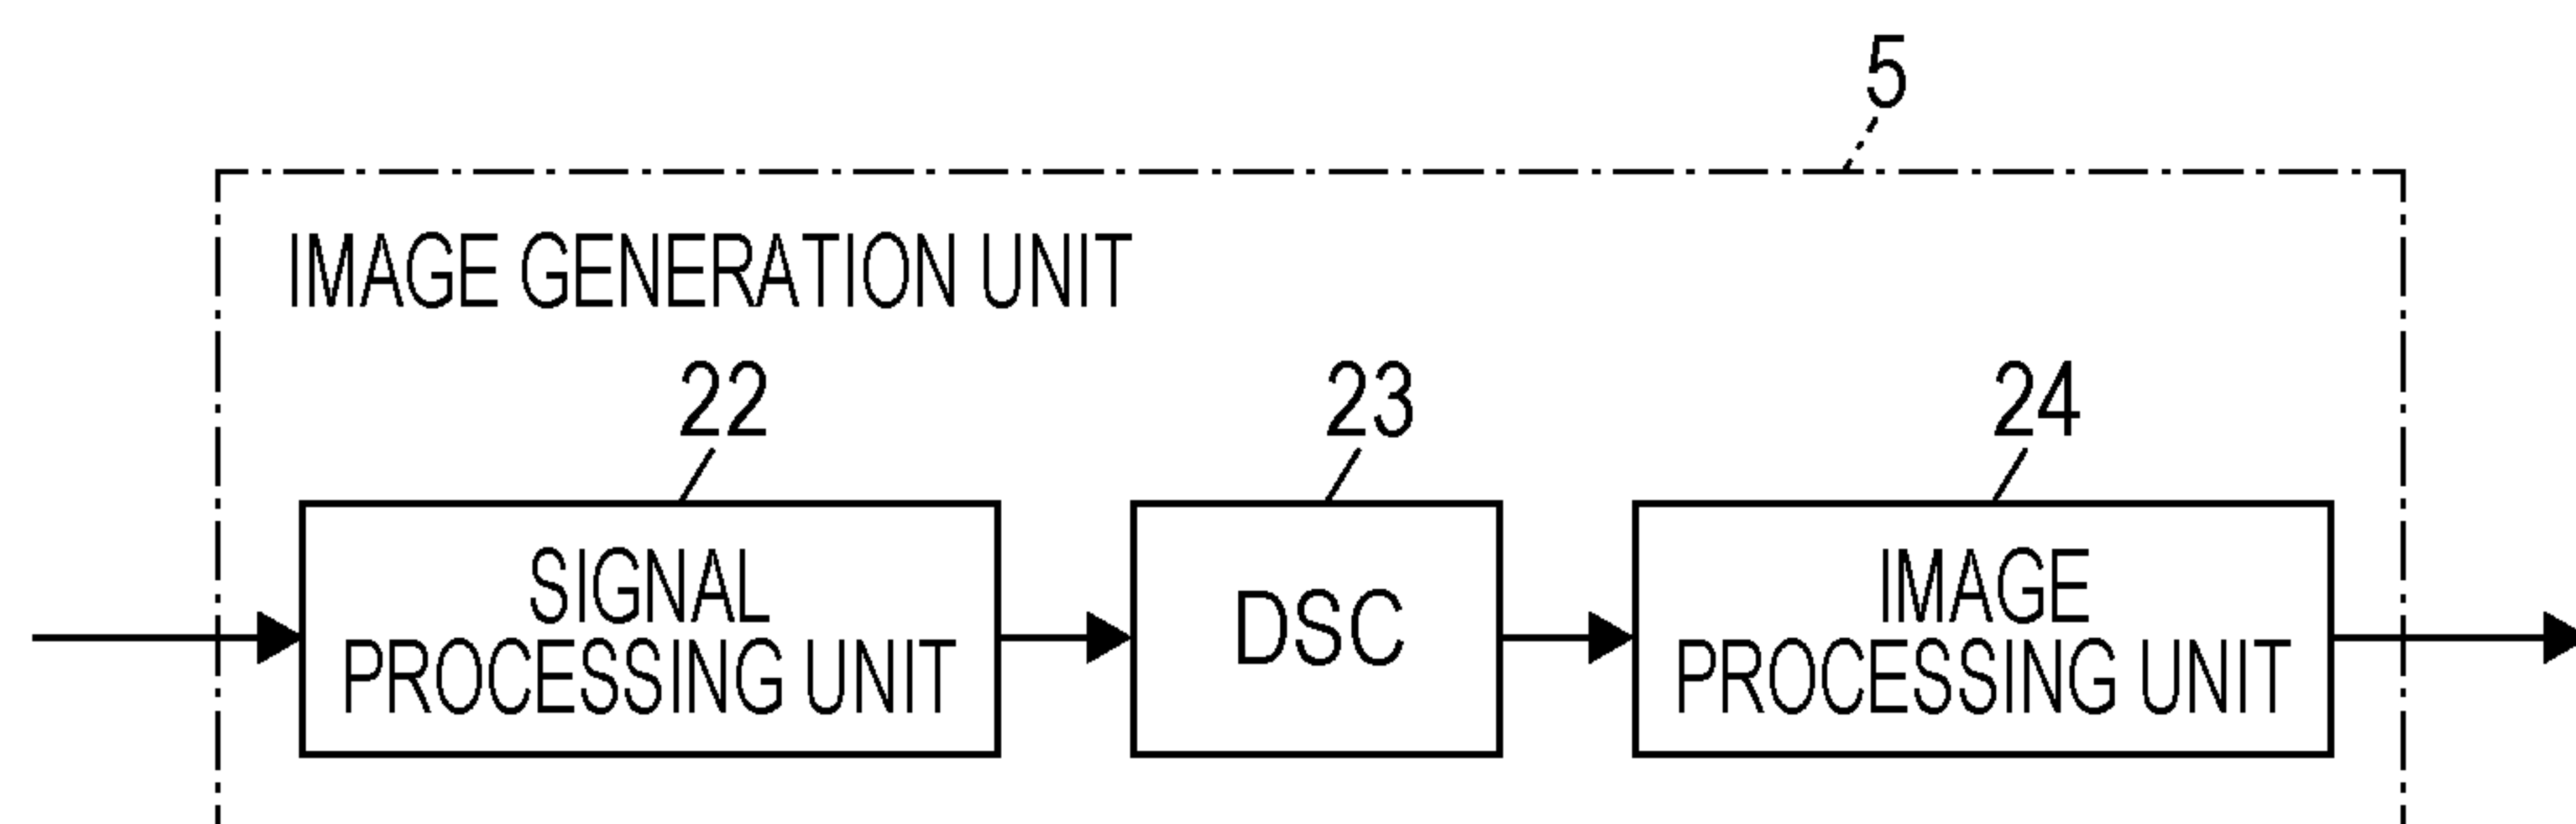 5
IMAGE GENERATION UNIT
22
23
24
SIGNAL
PROCESSING UNIT
DSC
IMAGE
PROCESSING UNIT